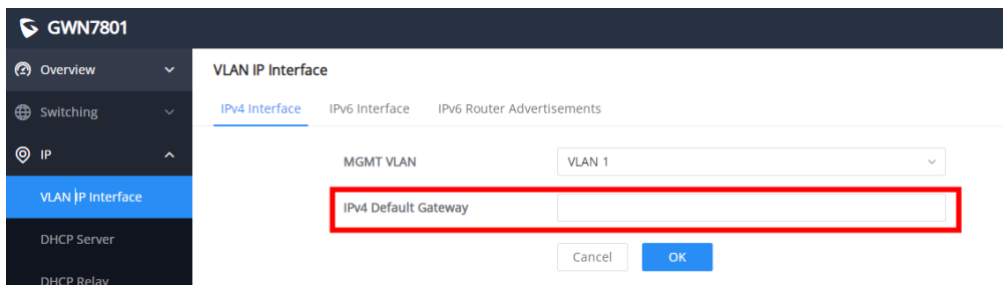 GWN7801
Overview
VLAN IP Interface
Switching
IPv4 Interface IPv6 Interface IPv6 Router Advertisements
IP
MGMT VLAN VLAN 1
VLAN IP Interface
IPv4 Default Gateway
DHCP Server
Cancel OK
DHCP Relay